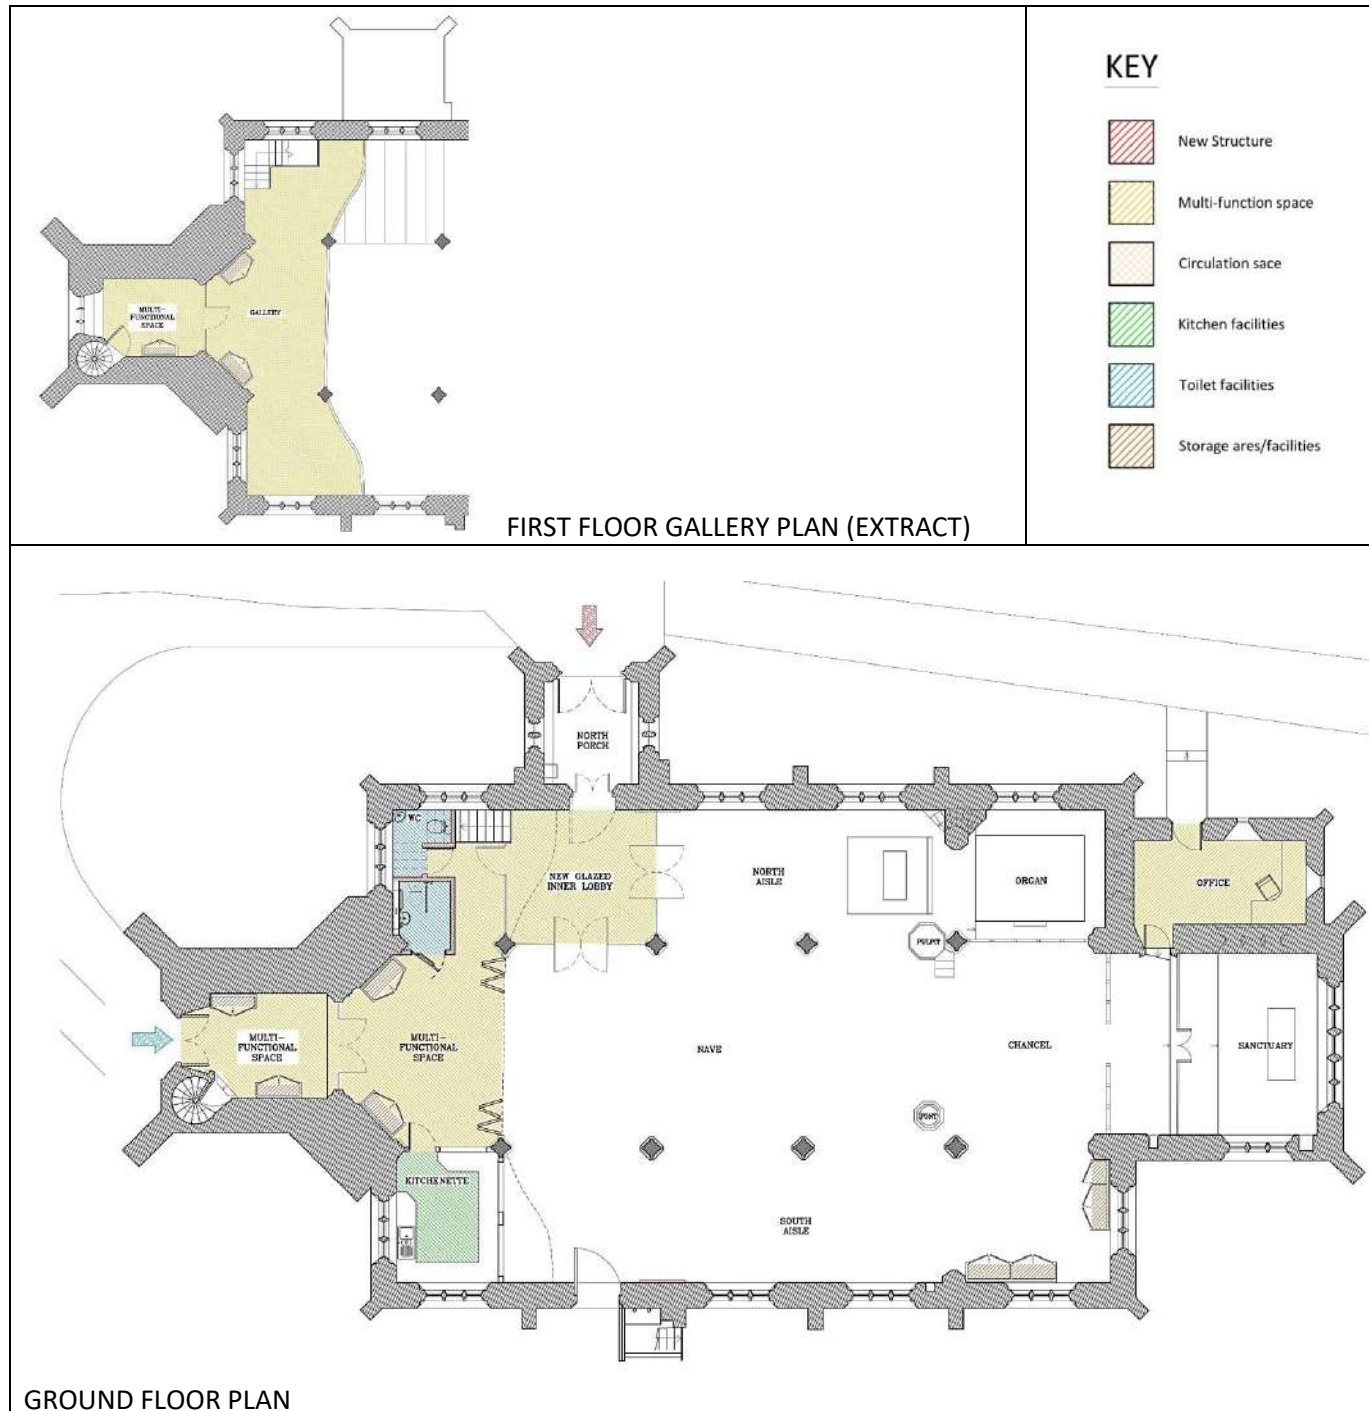 KEY
New Structure
Multi-function space
Circulation sace
Kitchen facilities
Toilet facilities
Storage ares/facilities
MULTI-
FUNCTIONAL
SPACE
GALLERY
FIRST FLOOR GALLERY PLAN (EXTRACT)
NORTH
PORCH
WC
NEW GLAZED
INNER LOBBY
NORTH
AISLE
ORGAN
OFFICE
PULPIT
MULTI-
FUNCTIONAL
SPACE
MULTI-
FUNCTIONAL
SPACE
NAVE
CHANCEL
SANCTUARY
FONT
KITCHENETTE
SOUTH
AISLE
GROUND FLOOR PLAN